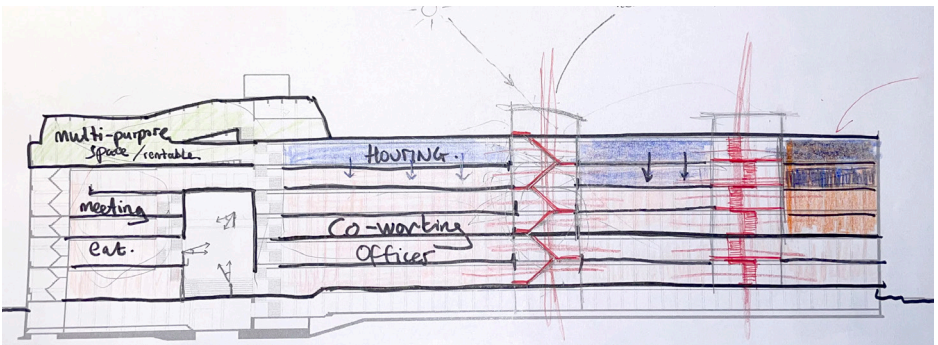 multi-purpose
space/rentable
HOUSING.
meeting
eat.
Co-working
Officer